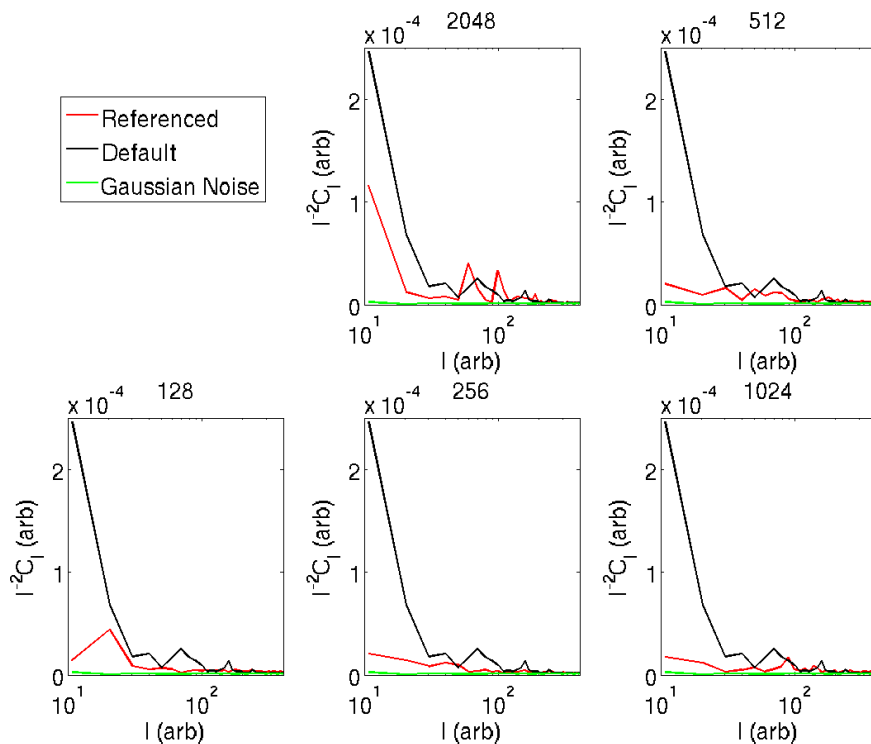 x 10^-4 2048
2
1
0
10^1 10^2
l (arb)
l^-2C_l (arb)
x 10^-4 512
2
1
0
10^1 10^2
l (arb)
l^-2C_l (arb)
Referenced
Default
Gaussian Noise
x 10^-4 128
2
1
0
10^1 10^2
l (arb)
l^-2C_l (arb)
x 10^-4 256
2
1
0
10^1 10^2
l (arb)
l^-2C_l (arb)
x 10^-4 1024
2
1
0
10^1 10^2
l (arb)
l^-2C_l (arb)